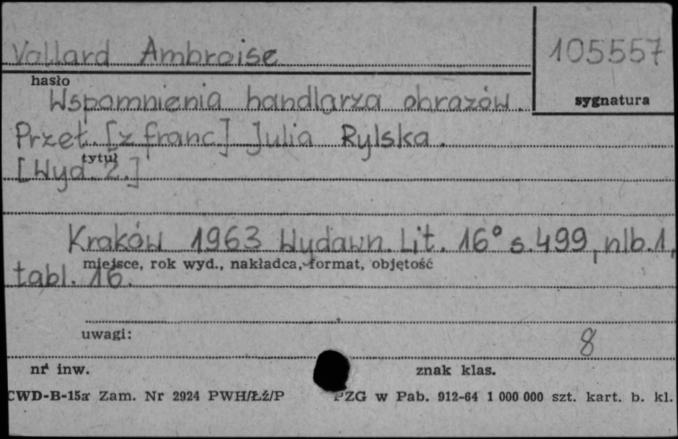 Vollard Ambroise
105557
hasło
sygnatura
Wspomnienia handlarza obrazów.
Przeł. [z franc.] Julia Rylska.
tytuł
[Wyd. 2.]
Kraków 1963 Wydawn. Lit. 16° s. 499, nlb. 1,
miejsce, rok wyd., nakładca, format, objętość
tabl. 16.
uwagi:
8
nr inw.
znak klas.
CWD-B-15a Zam. Nr 2924 PWH/Łż/P PZG w Pab. 912-64 1 000 000 szt. kart. b. kl.